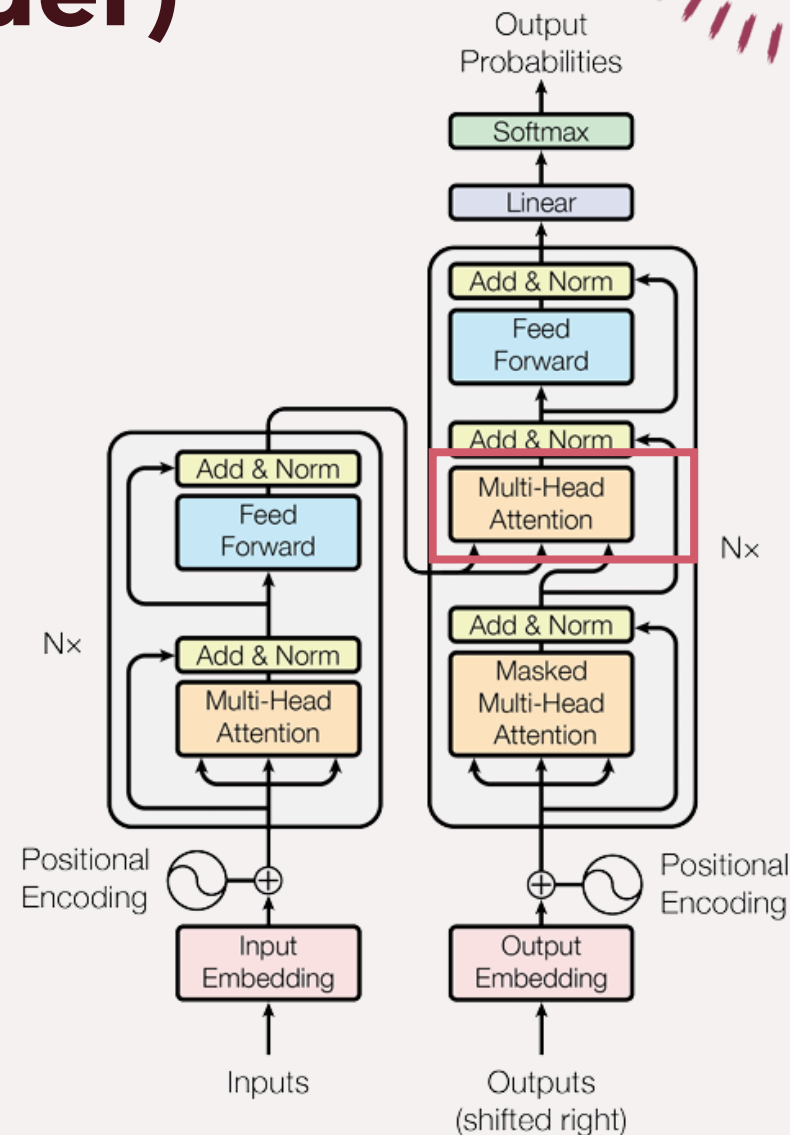 Output
Probabilities
Softmax
Linear
Add & Norm
Feed
Forward
Add & Norm
Multi-Head
Attention
Nx
Add & Norm
Masked
Multi-Head
Attention
Positional
Encoding
Output
Embedding
Outputs
(shifted right)
Add & Norm
Feed
Forward
Nx
Add & Norm
Multi-Head
Attention
Positional
Encoding
Input
Embedding
Inputs